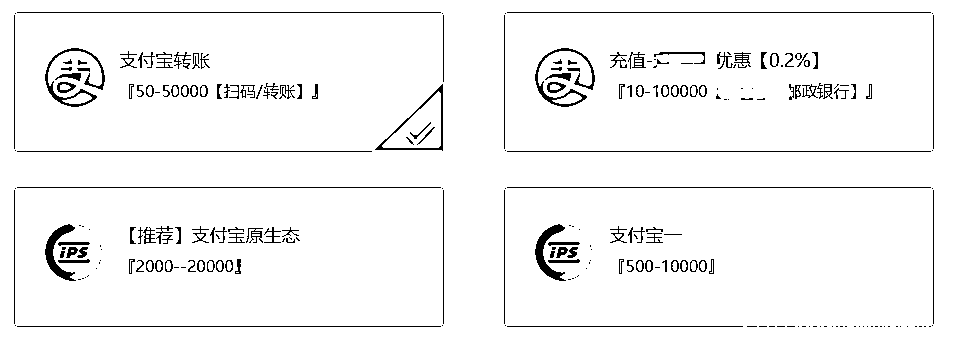 支付宝转账
『50-50000【扫码/转账】』
充值- 优惠【0.2%】
『10-100000 邮政银行】』
iPS
【推荐】支付宝原生态
『2000--20000』
iPS
支付宝一
『500-10000』